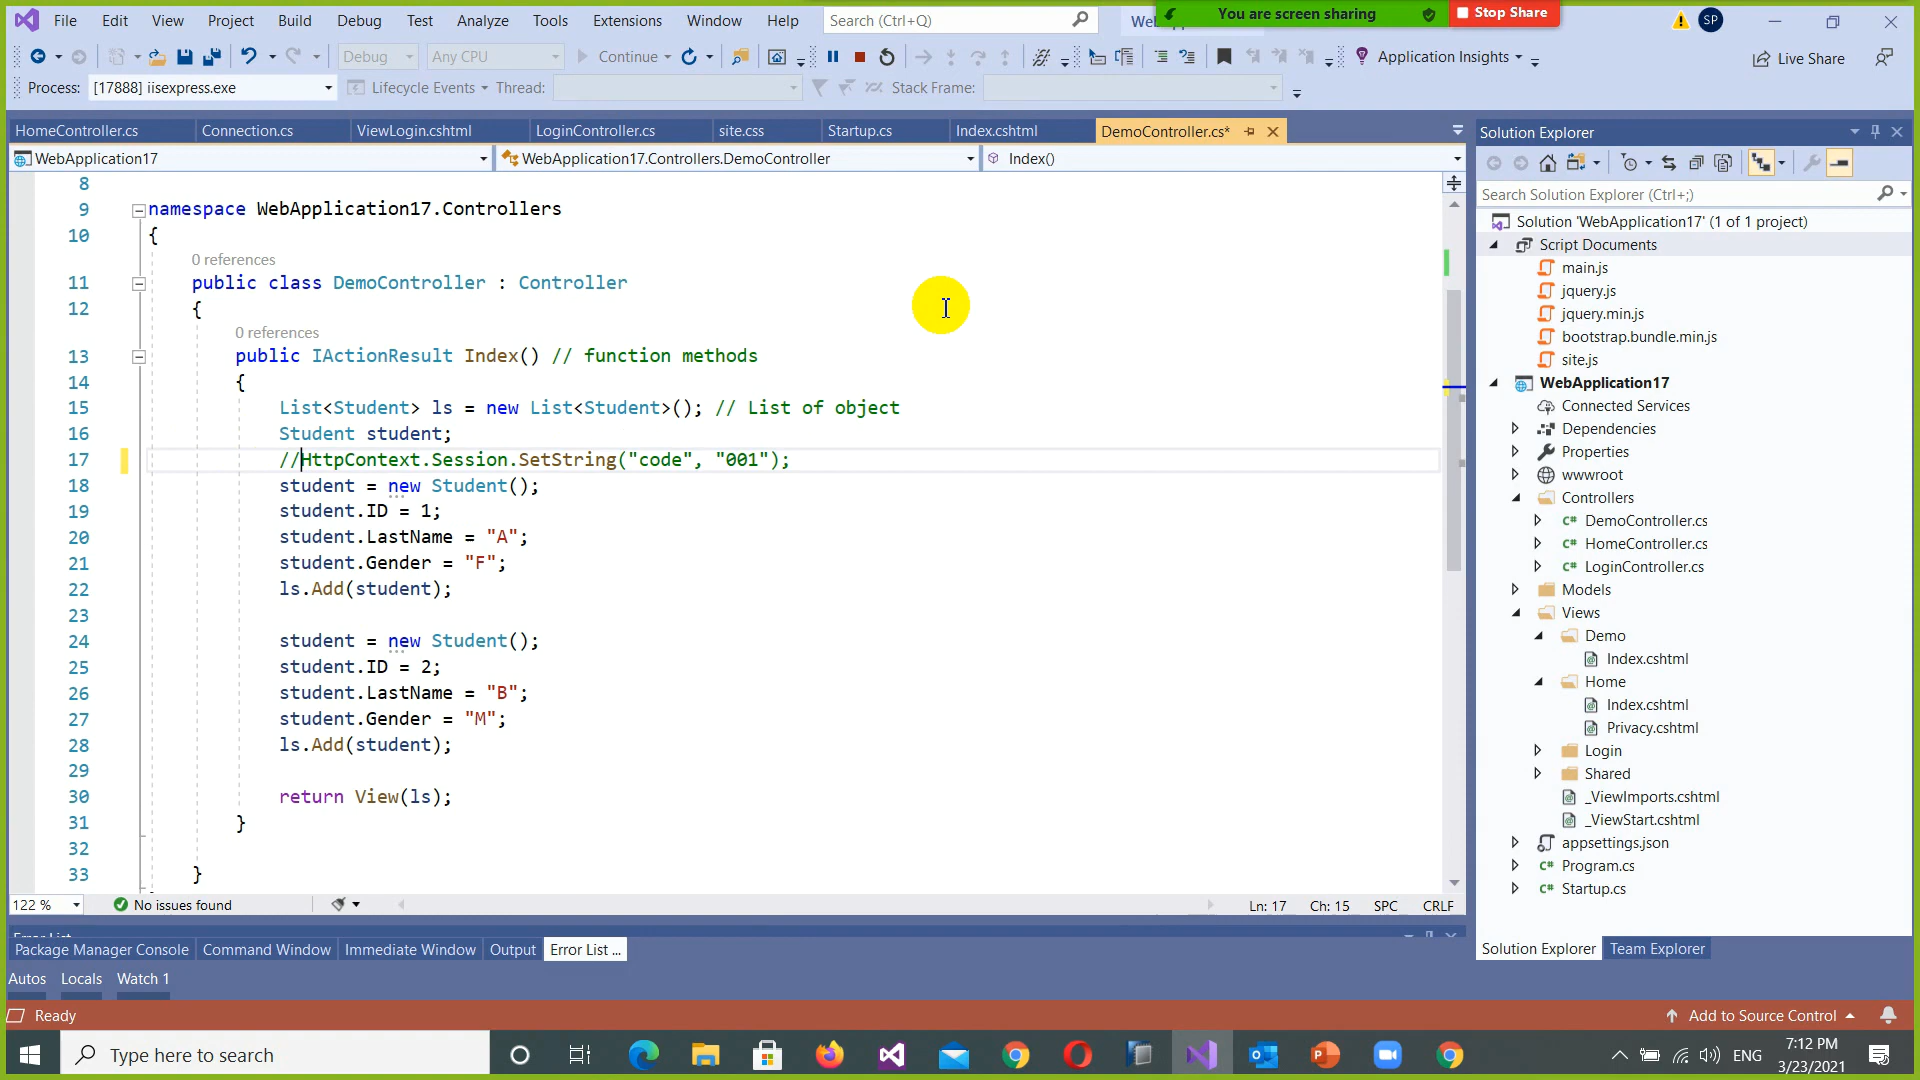 File Edit View Project Build Debug Test Analyze Tools Extensions Window Help Search (Ctrl+Q) You are screen sharing Stop Share SP
Debug Any CPU Continue Application Insights Live Share
Process: [17888] iisexpress.exe Lifecycle Events Thread: Stack Frame:
HomeController.cs Connection.cs ViewLogin.cshtml LoginController.cs site.css Startup.cs Index.cshtml DemoController.cs*
WebApplication17 WebApplication17.Controllers.DemoController Index()
8
9 namespace WebApplication17.Controllers
10 {
0 references
11 public class DemoController : Controller
12 {
0 references
13 public IActionResult Index() // function methods
14 {
15 List<Student> ls = new List<Student>(); // List of object
16 Student student;
17 //HttpContext.Session.SetString("code", "001");
18 student = new Student();
19 student.ID = 1;
20 student.LastName = "A";
21 student.Gender = "F";
22 ls.Add(student);
23
24 student = new Student();
25 student.ID = 2;
26 student.LastName = "B";
27 student.Gender = "M";
28 ls.Add(student);
29
30 return View(ls);
31 }
32
33 }
122 % No issues found Ln: 17 Ch: 15 SPC CRLF
Package Manager Console Command Window Immediate Window Output Error List ...
Autos Locals Watch 1
Solution Explorer
Search Solution Explorer (Ctrl+;)
Solution 'WebApplication17' (1 of 1 project)
Script Documents
main.js
jquery.js
jquery.min.js
bootstrap.bundle.min.js
site.js
WebApplication17
Connected Services
Dependencies
Properties
wwwroot
Controllers
C# DemoController.cs
C# HomeController.cs
C# LoginController.cs
Models
Views
Demo
Index.cshtml
Home
Index.cshtml
Privacy.cshtml
Login
Shared
_ViewImports.cshtml
_ViewStart.cshtml
appsettings.json
C# Program.cs
C# Startup.cs
Solution Explorer Team Explorer
Ready Add to Source Control
Type here to search ENG 7:12 PM
3/23/2021